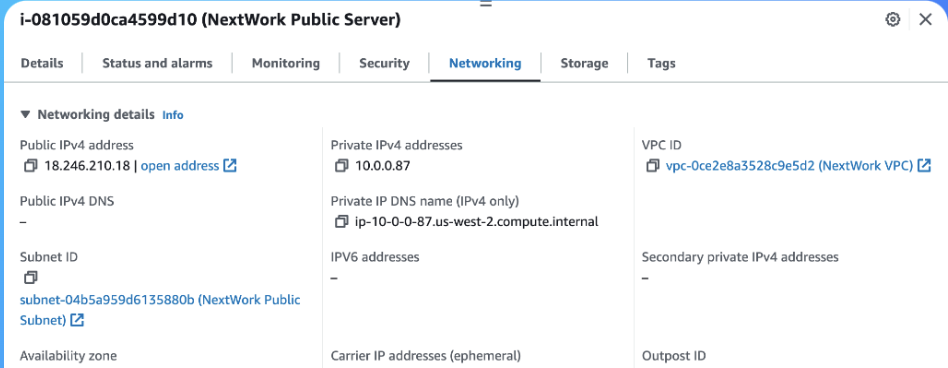 i-081059d0ca4599d10 (NextWork Public Server)
Details
Status and alarms
Monitoring
Security
Networking
Storage
Tags
Networking details Info
Public IPv4 address
18.246.210.18 | open address
Private IPv4 addresses
10.0.0.87
VPC ID
vpc-0ce2e8a3528c9e5d2 (NextWork VPC)
Public IPv4 DNS
–
Private IP DNS name (IPv4 only)
ip-10-0-0-87.us-west-2.compute.internal
Subnet ID
subnet-04b5a959d6135880b (NextWork Public
Subnet)
IPV6 addresses
–
Secondary private IPv4 addresses
–
Availability zone
Carrier IP addresses (ephemeral)
Outpost ID